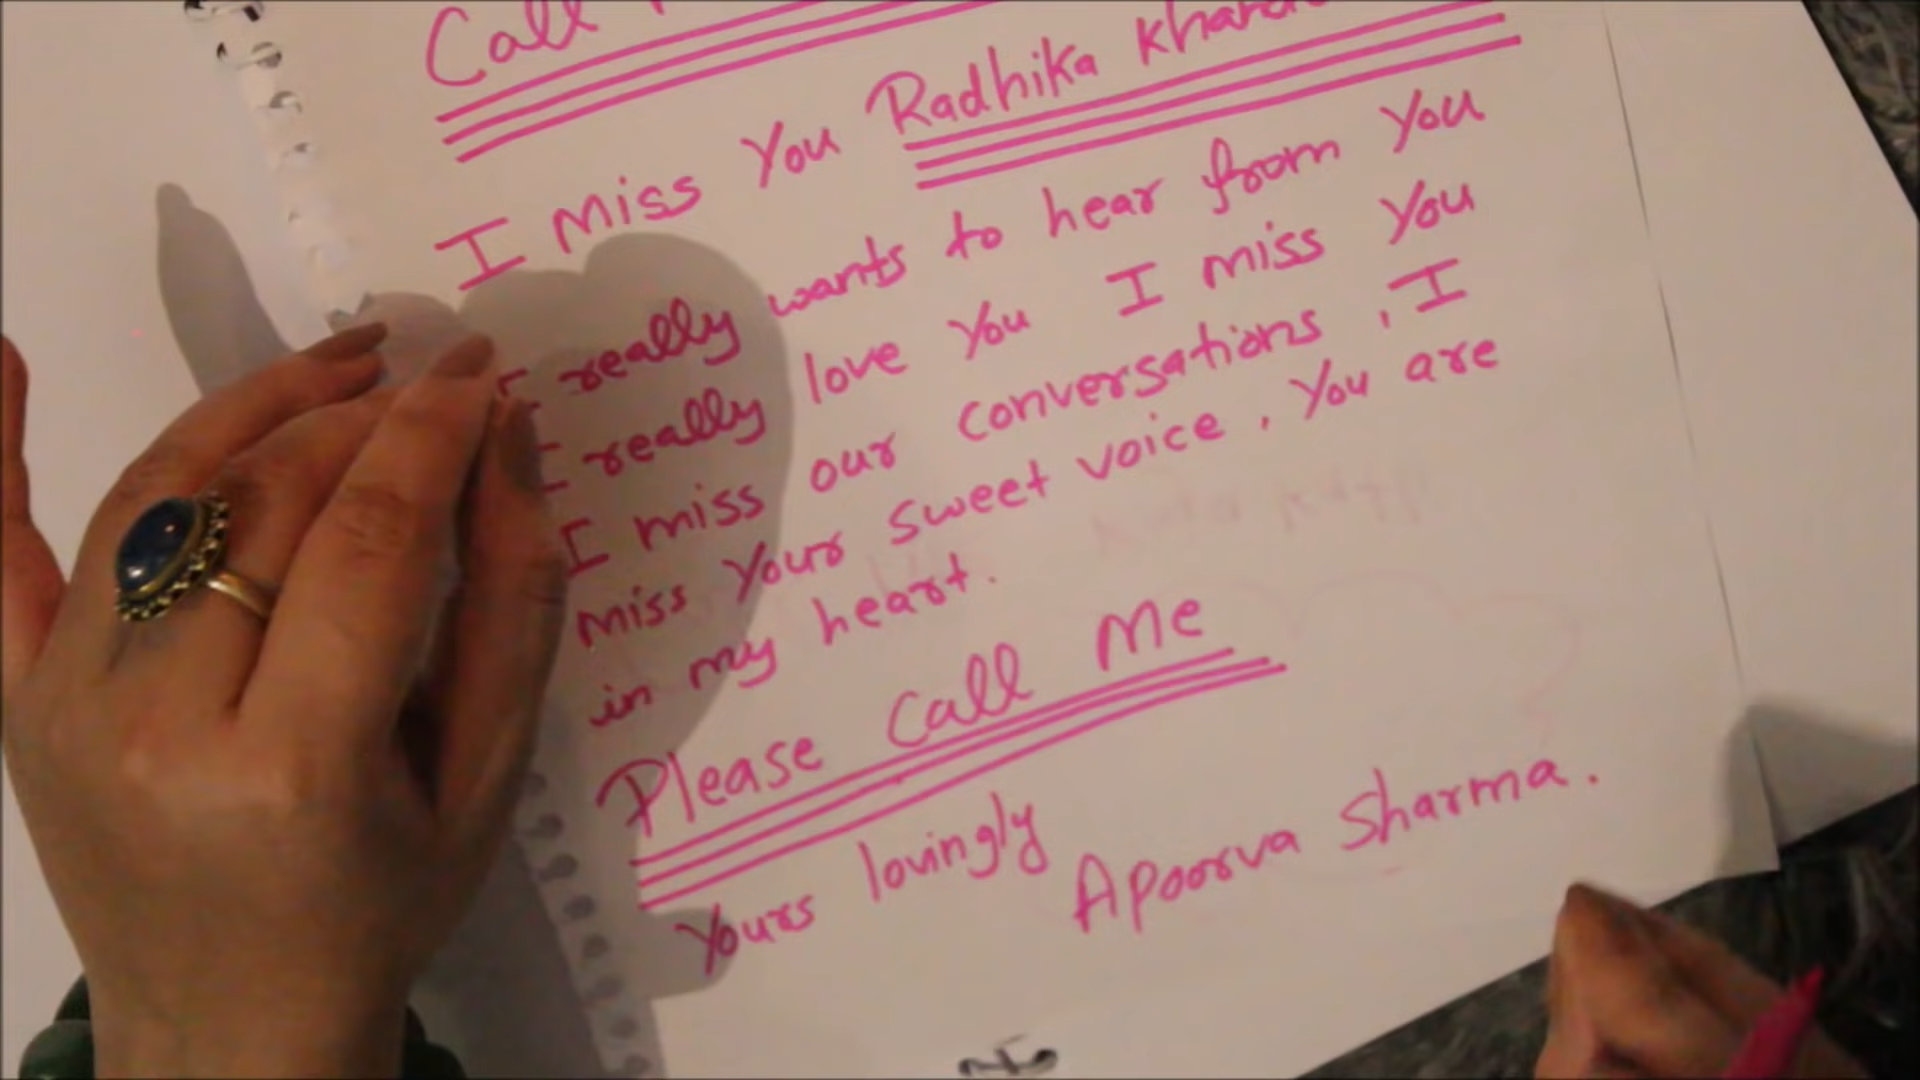 Call
I miss You Radhika
I really wants to hear from You
I really love You I miss You
I miss our conversations, I
miss Your sweet voice. You are
in my heart.
Please Call Me
Yours lovingly
Apoorva Sharma.